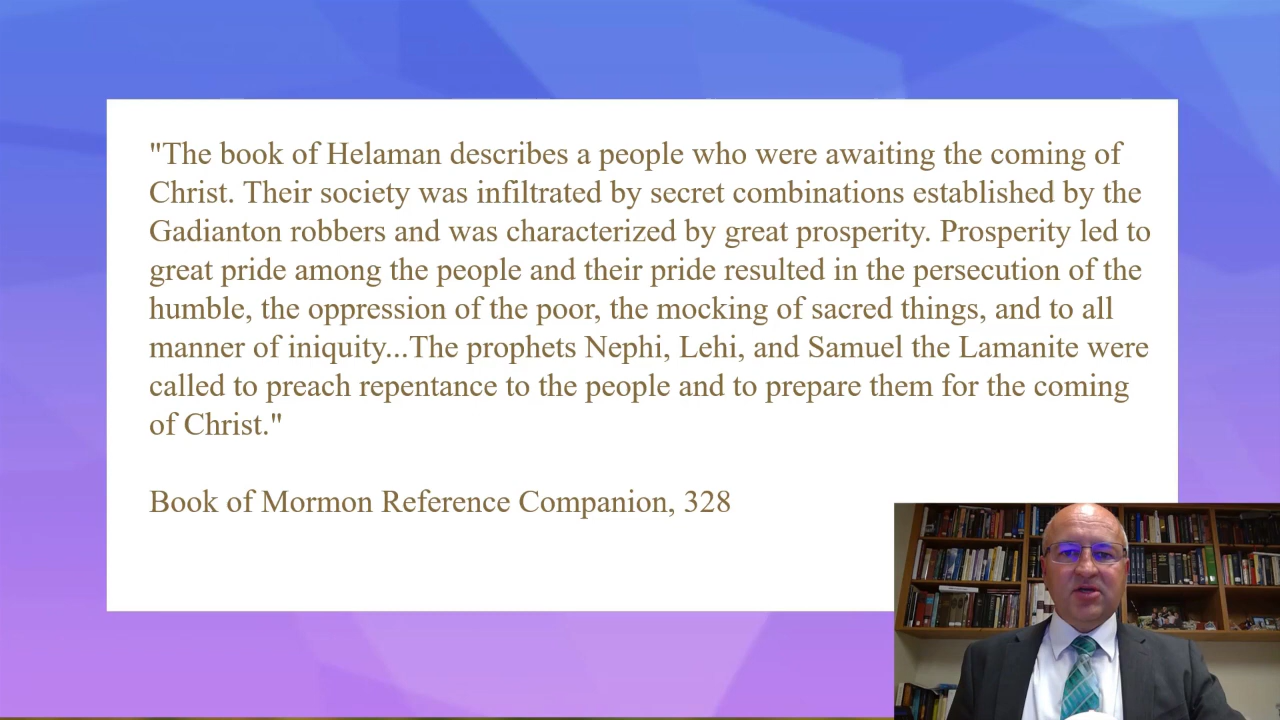 "The book of Helaman describes a people who were awaiting the coming of
Christ. Their society was infiltrated by secret combinations established by the
Gadianton robbers and was characterized by great prosperity. Prosperity led to
great pride among the people and their pride resulted in the persecution of the
humble, the oppression of the poor, the mocking of sacred things, and to all
manner of iniquity...The prophets Nephi, Lehi, and Samuel the Lamanite were
called to preach repentance to the people and to prepare them for the coming
of Christ."
Book of Mormon Reference Companion, 328